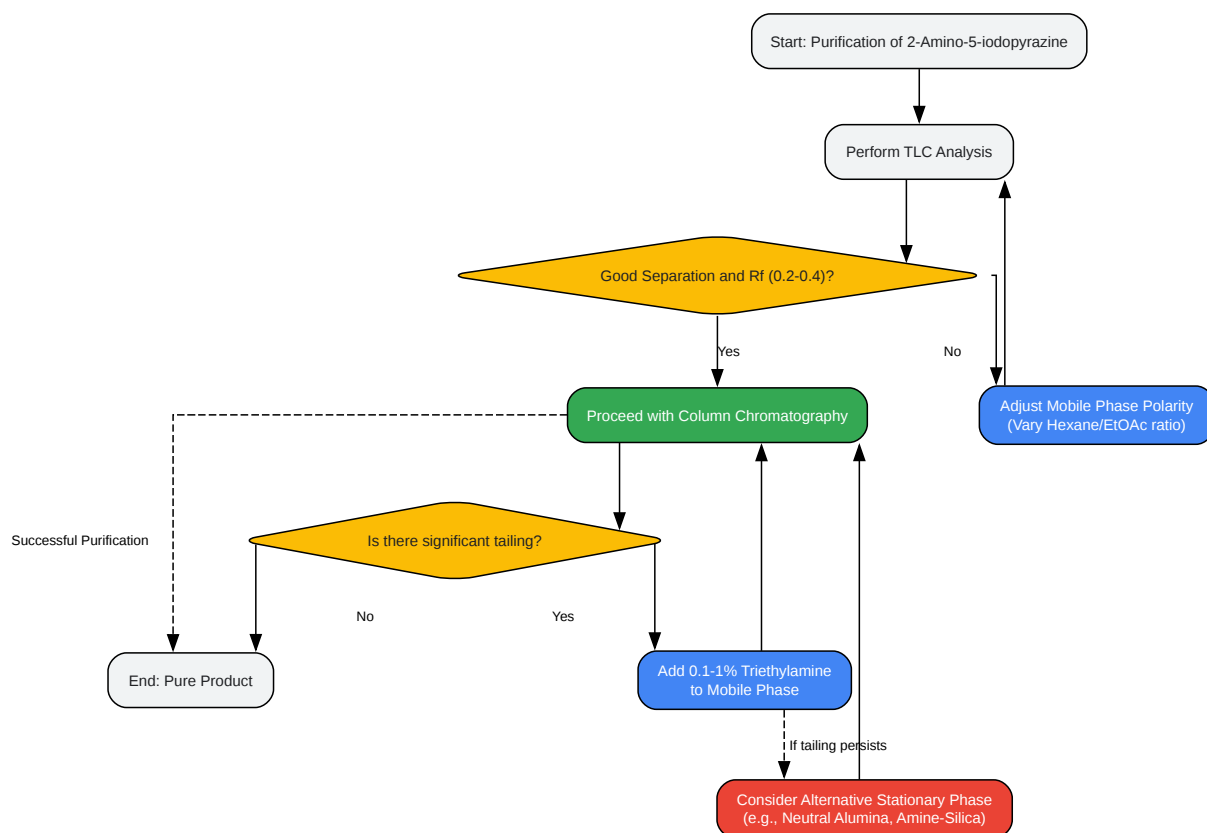 Start: Purification of 2-Amino-5-iodopyrazine
Perform TLC Analysis
Good Separation and Rf (0.2-0.4)?
Yes
No
Adjust Mobile Phase Polarity
(Vary Hexane/EtOAc ratio)
Proceed with Column Chromatography
Is there significant tailing?
Successful Purification
No
Yes
End: Pure Product
Add 0.1-1% Triethylamine
to Mobile Phase
If tailing persists
Consider Alternative Stationary Phase
(e.g., Neutral Alumina, Amine-Silica)